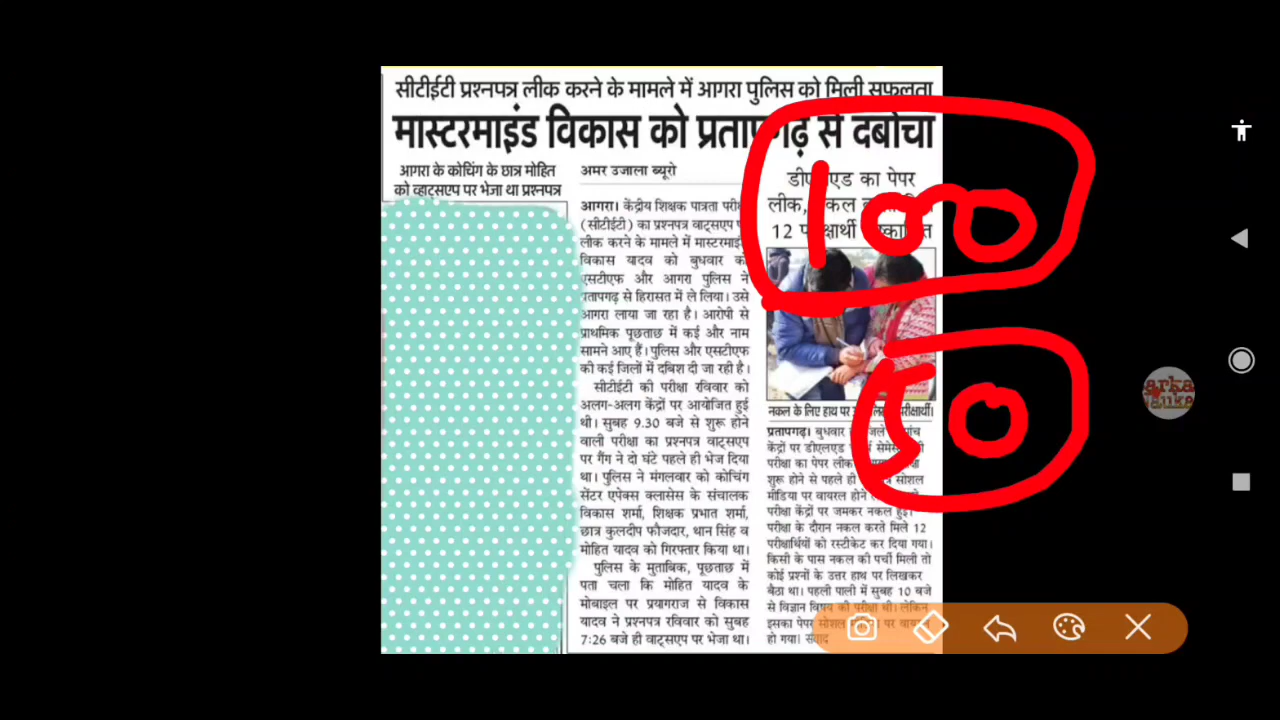 सीटीईटी प्रश्नपत्र लीक करने के मामले में आगरा पुलिस को मिली सफलता
मास्टरमाइंड विकास को प्रतापगढ़ से दबोचा
आगरा के कोचिंग के छात्र मोहित
को व्हाट्सएप पर भेजा था प्रश्नपत्र
अमर उजाला ब्यूरो
आगरा। केंद्रीय शिक्षक पात्रता
(सीटीईटी) का प्रश्नपत्र वाट्सएप
लीक करने के मामले में मास्टरमाइंड
विकास यादव को बुधवार को
एसटीएफ और आगरा पुलिस ने
प्रतापगढ़ से हिरासत में ले लिया। उसे
आगरा लाया जा रहा है। आरोपी से
प्राथमिक पूछताछ में कई और नाम
सामने आए हैं। पुलिस और एसटीएफ
की कई जिलों में दबिश दी जा रही है।
सीटीईटी की परीक्षा रविवार को
अलग-अलग केंद्रों पर आयोजित हुई
थी। सुबह 9.30 बजे से शुरू होने
वाली परीक्षा का प्रश्नपत्र वाट्सएप
पर गैंग ने दो घंटे पहले ही भेज दिया
था। पुलिस ने मंगलवार को कोचिंग
सेंटर एपेक्स क्लासेस के संचालक
विकास शर्मा, शिक्षक प्रभात शर्मा,
छात्र कुलदीप फौजदार, थान सिंह व
मोहित यादव को गिरफ्तार किया था।
पुलिस के मुताबिक, पूछताछ में
पता चला कि मोहित यादव के
मोबाइल पर प्रयागराज से विकास
यादव ने प्रश्नपत्र रविवार को सुबह
7:26 बजे ही वाट्सएप पर भेजा था।
का पेपर
लीक,
12
100
नकल के लिए हाथ पर परीक्षार्थी।
50
प्रतापगढ़। बुधवार
केंद्रों पर डीएलएड
परीक्षा का पेपर लीक
शुरू होने से पहले ही सोशल
मीडिया पर वायरल होने
परीक्षा केंद्रों पर जमकर नकल हुई।
परीक्षा के दौरान नकल करते मिले 12
परीक्षार्थियों को रस्टीकेट कर दिया गया।
किसी के पास नकल की पर्ची मिली तो
कोई प्रश्नों के उत्तर हाथ पर लिखकर
बैठा था। पहली पाली में सुबह 10 बजे
से विज्ञान विषय की परीक्षा थी। लेकिन
इसका पेपर सोशल पर
हो गया।